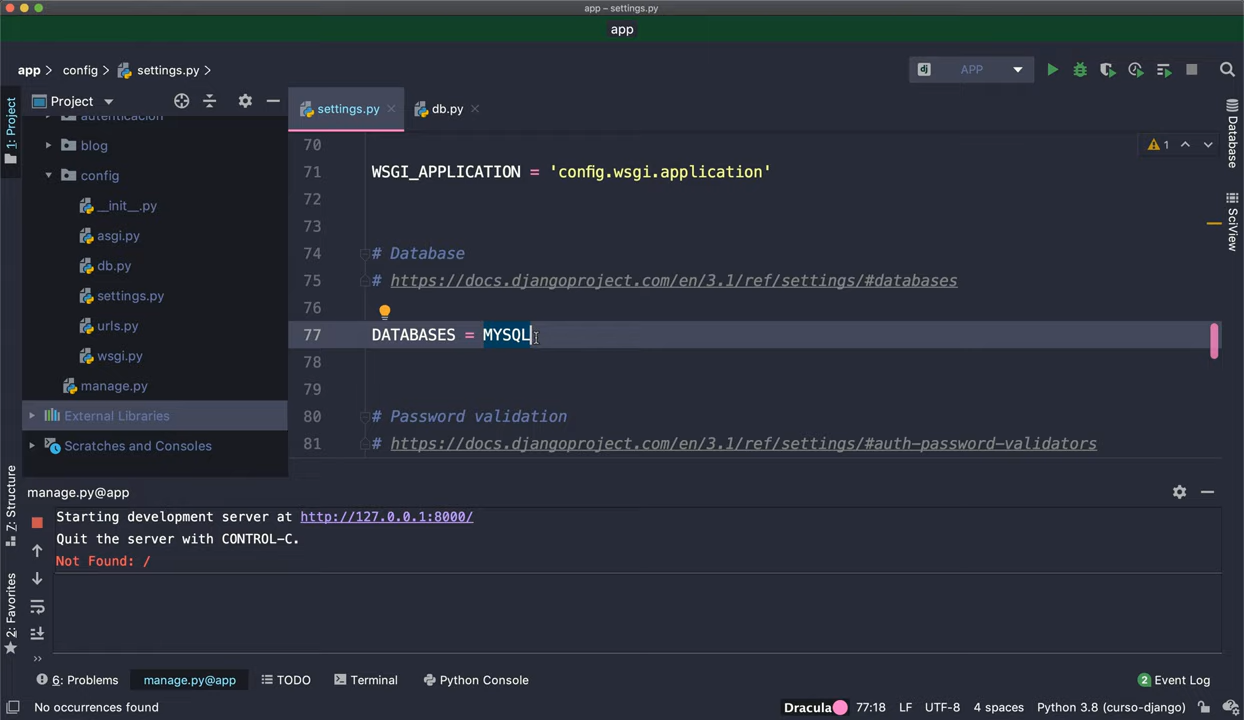 app – settings.py
app
app
config
settings.py
APP
1: Project
Project
settings.py
db.py
autenticacion
blog
config
__init__.py
asgi.py
db.py
settings.py
urls.py
wsgi.py
manage.py
External Libraries
Scratches and Consoles
70
71 WSGI_APPLICATION = 'config.wsgi.application'
72
73
74 # Database
75 # https://docs.djangoproject.com/en/3.1/ref/settings/#databases
76
77 DATABASES = MYSQL
78
79
80 # Password validation
81 # https://docs.djangoproject.com/en/3.1/ref/settings/#auth-password-validators
1
Database
SciView
Z: Structure
2: Favorites
manage.py@app
Starting development server at http://127.0.0.1:8000/
Quit the server with CONTROL-C.
Not Found: /
6: Problems
manage.py@app
TODO
Terminal
Python Console
2 Event Log
No occurrences found
Dracula
77:18
LF
UTF-8
4 spaces
Python 3.8 (curso-django)